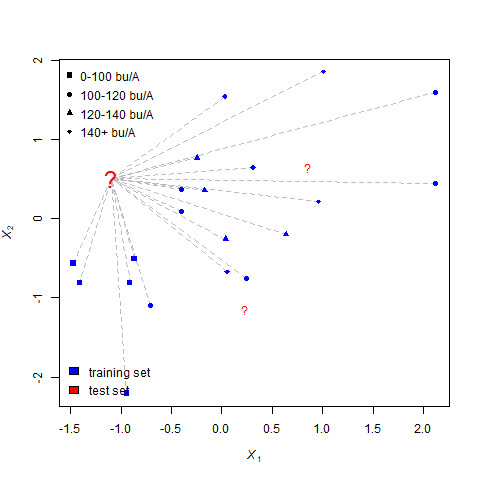 0-100 bu/A
100-120 bu/A
120-140 bu/A
140+ bu/A
?
?
?
training set
test set
2
1
0
-1
-2
X2
-1.5 -1.0 -0.5 0.0 0.5 1.0 1.5 2.0
X1